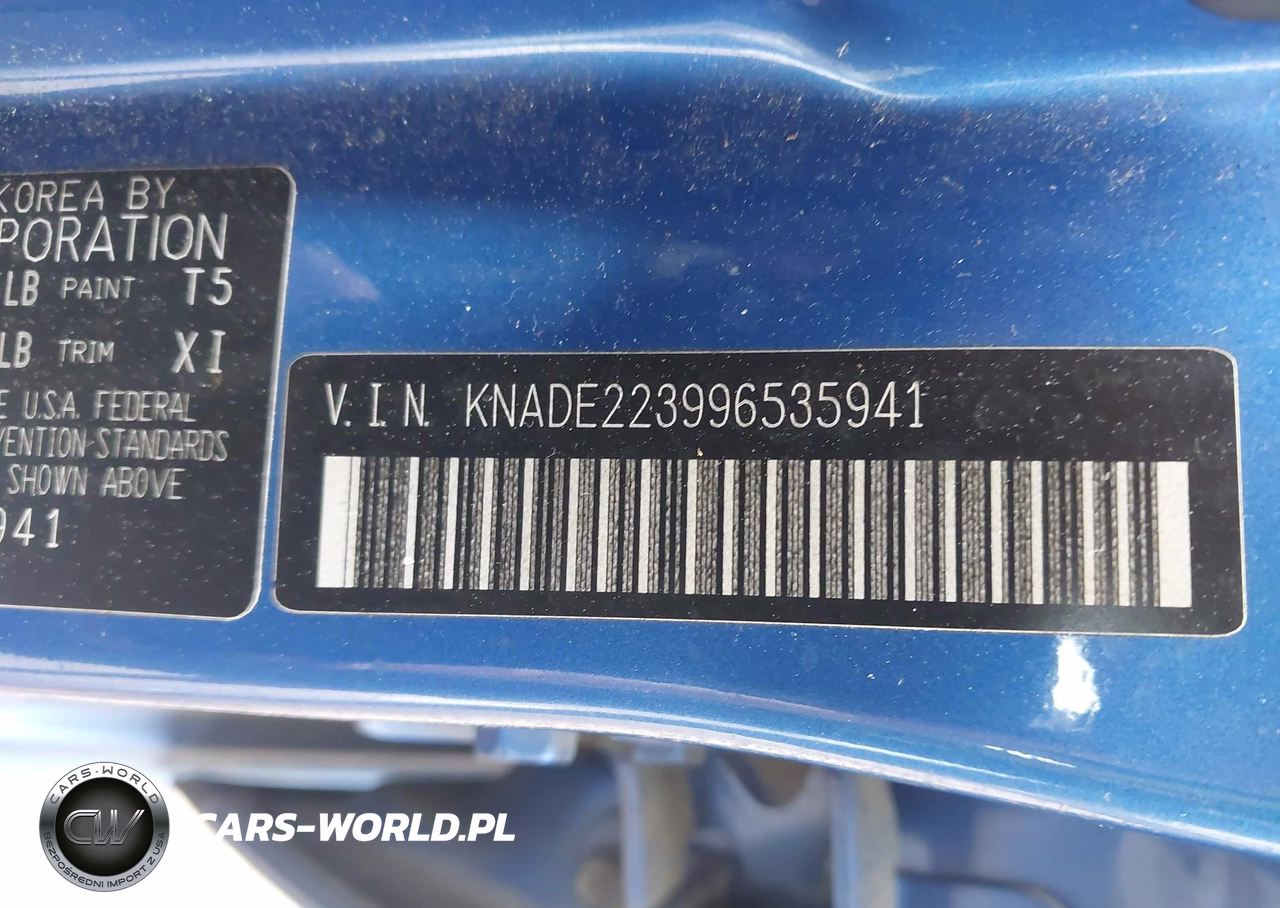 KOREA BY
PORATION
LB PAINT T5
LB TRIM XI
E U.S.A. FEDERAL
VENTION STANDARDS
SHOWN ABOVE
941
V.I.N. KNADE223996535941
CARS-WORLD
CW
BEZPOŚREDNI IMPORT Z USA
CARS-WORLD.PL